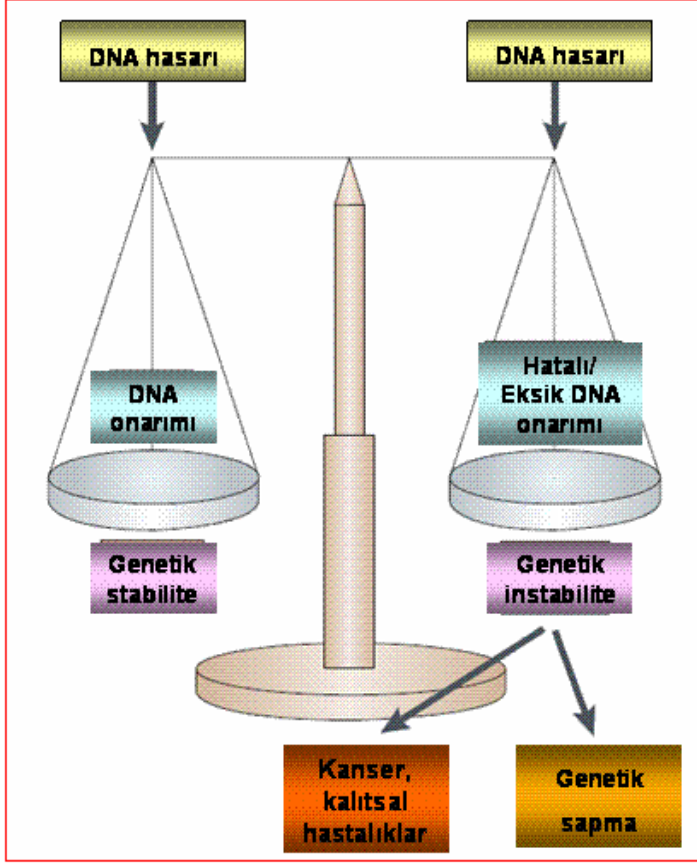 DNA hasarı
DNA hasarı
DNA
onarımı
Hatalı/
Eksik DNA
onarımı
Genetik
stabilite
Genetik
instabilite
Kanser,
kalıtsal
hastalıklar
Genetik
sapma